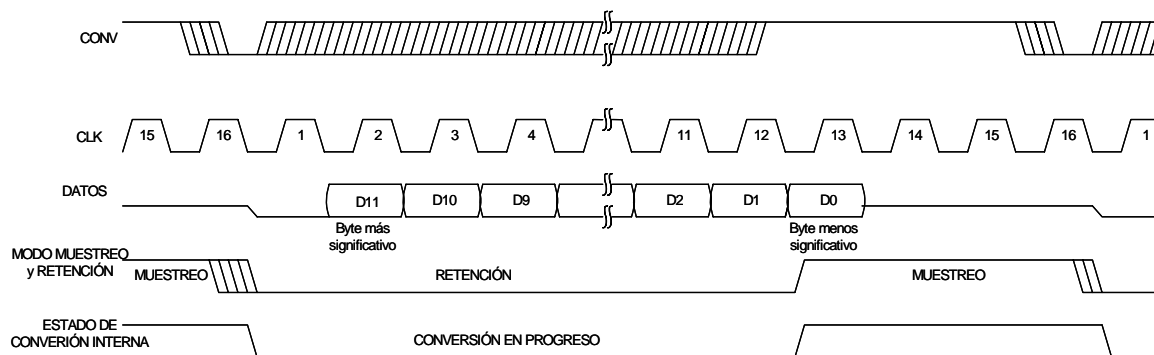 CONV
CLK
15 16 1 2 3 4 11 12 13 14 15 16 1
DATOS
D11 D10 D9 D2 D1 D0
Byte más
significativo
Byte menos
significativo
MODO MUESTREO
y RETENCIÓN
MUESTREO
RETENCIÓN
MUESTREO
ESTADO DE
CONVERIÓN INTERNA
CONVERSIÓN EN PROGRESO